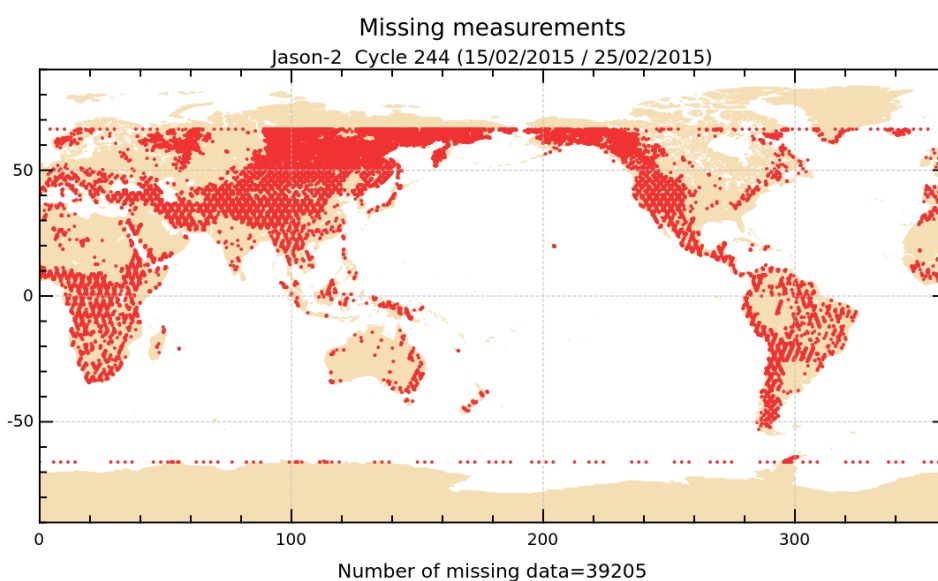 Missing measurements
Jason-2 Cycle 244 (15/02/2015 / 25/02/2015)
50
0
-50
0 100 200 300
Number of missing data=39205